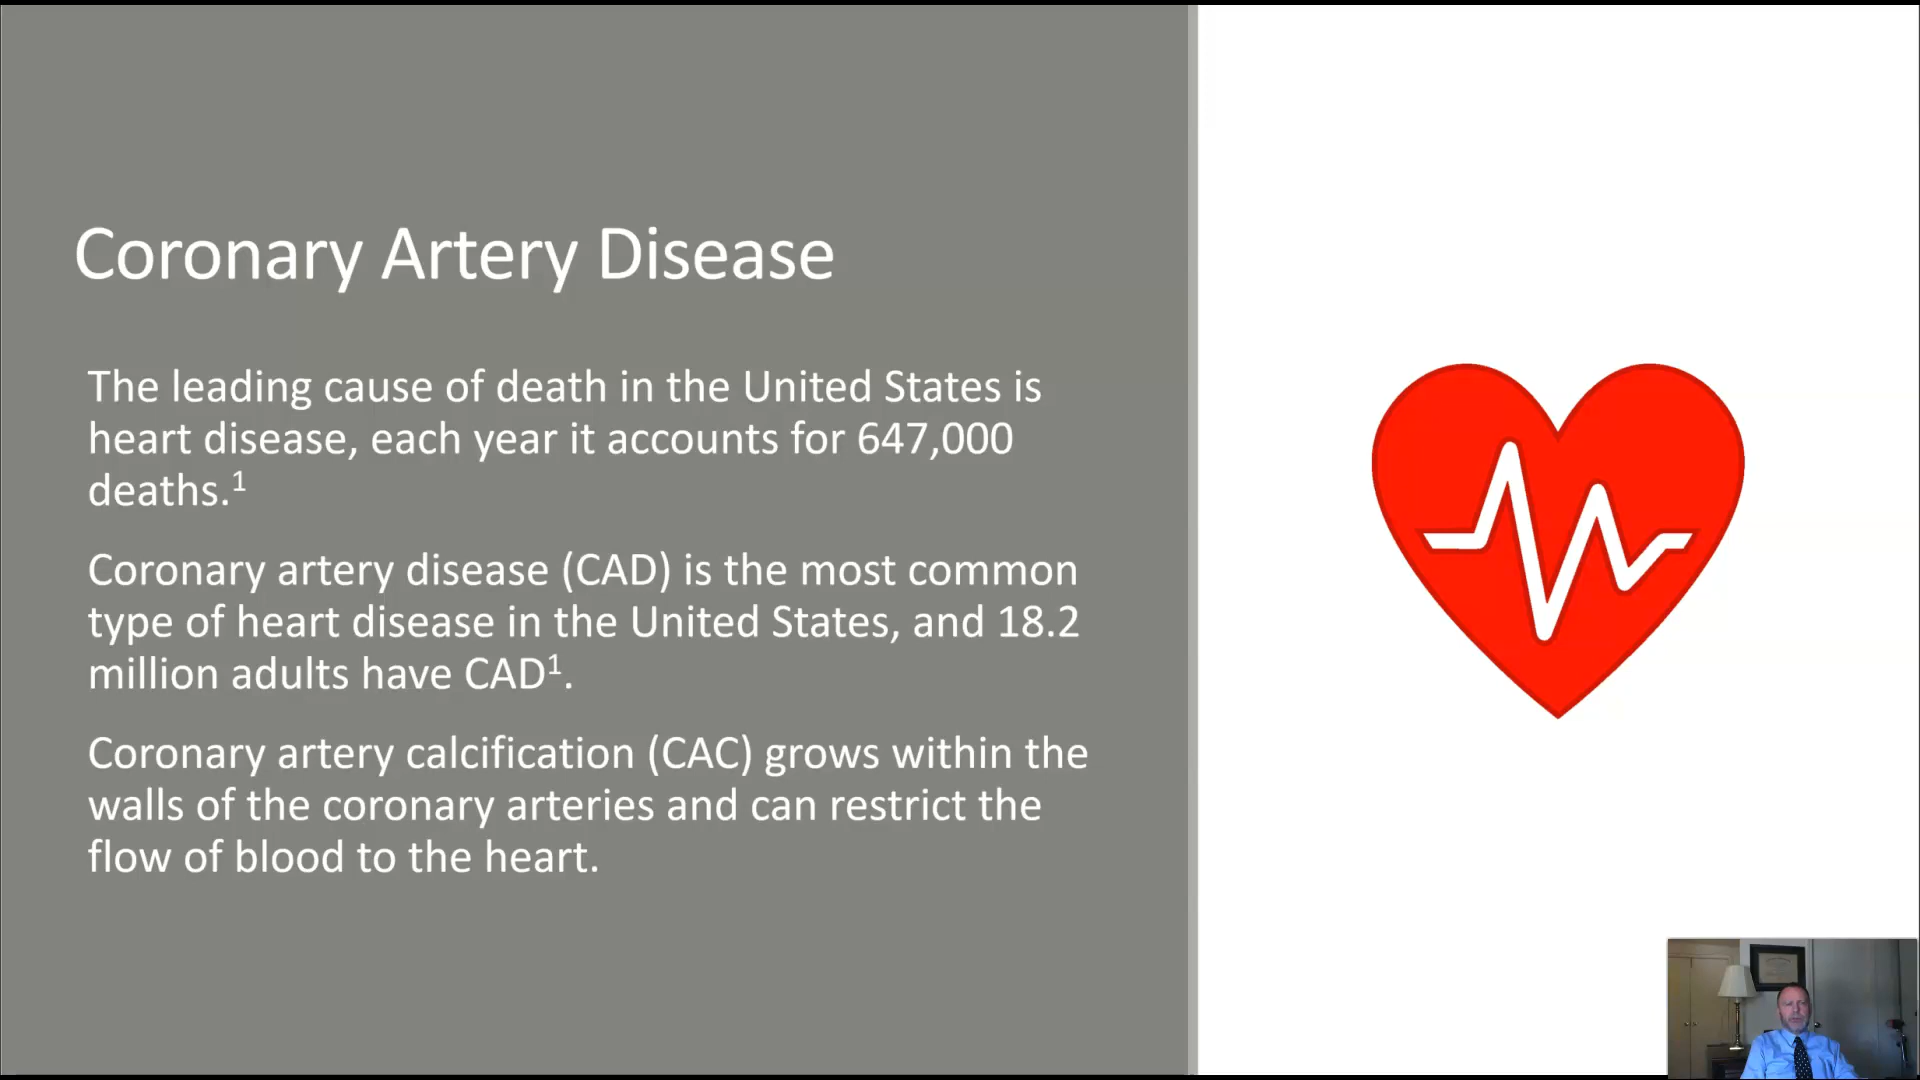 Coronary Artery Disease
The leading cause of death in the United States is
heart disease, each year it accounts for 647,000
deaths.¹
Coronary artery disease (CAD) is the most common
type of heart disease in the United States, and 18.2
million adults have CAD¹.
Coronary artery calcification (CAC) grows within the
walls of the coronary arteries and can restrict the
flow of blood to the heart.